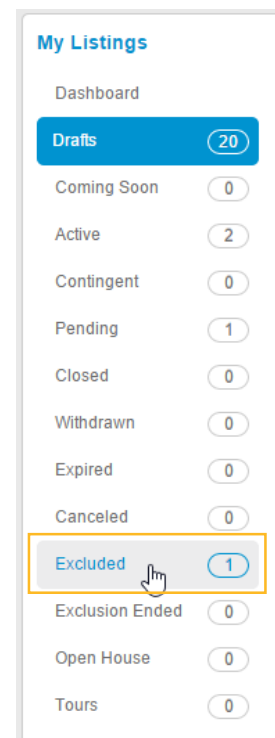 My Listings
Dashboard
Drafts 20
Coming Soon 0
Active 2
Contingent 0
Pending 1
Closed 0
Withdrawn 0
Expired 0
Canceled 0
Excluded 1
Exclusion Ended 0
Open House 0
Tours 0